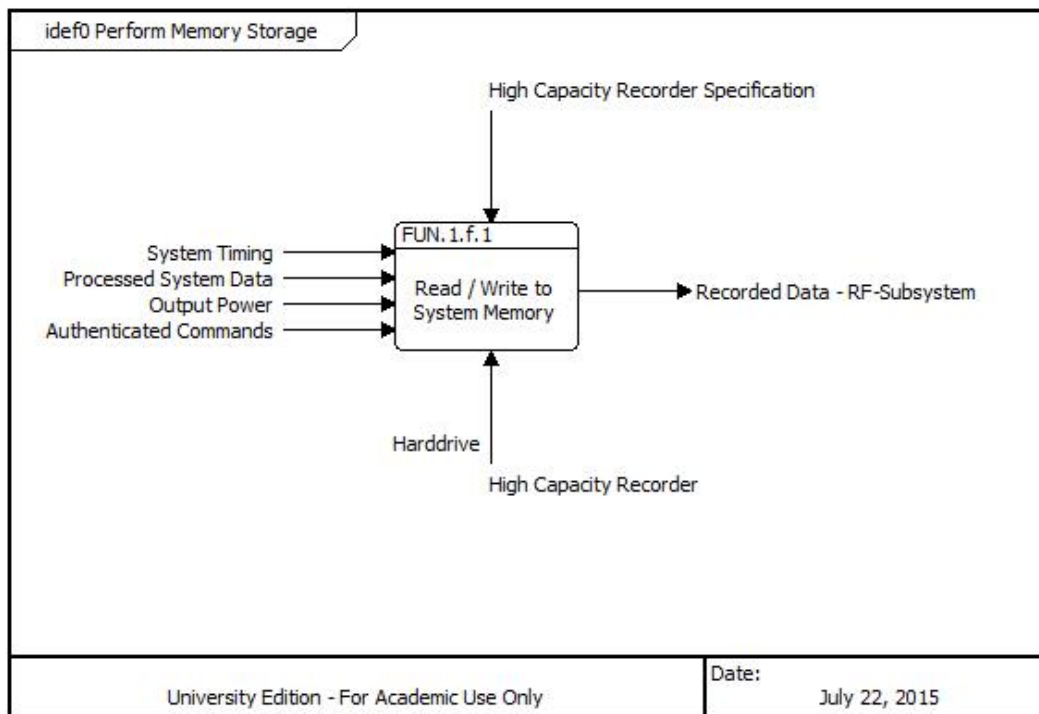 idef0 Perform Memory Storage
High Capacity Recorder Specification
FUN.1.f.1
System Timing
Processed System Data
Output Power
Authenticated Commands
Read / Write to
System Memory
Recorded Data - RF-Subsystem
Harddrive
High Capacity Recorder
University Edition - For Academic Use Only
Date:
July 22, 2015